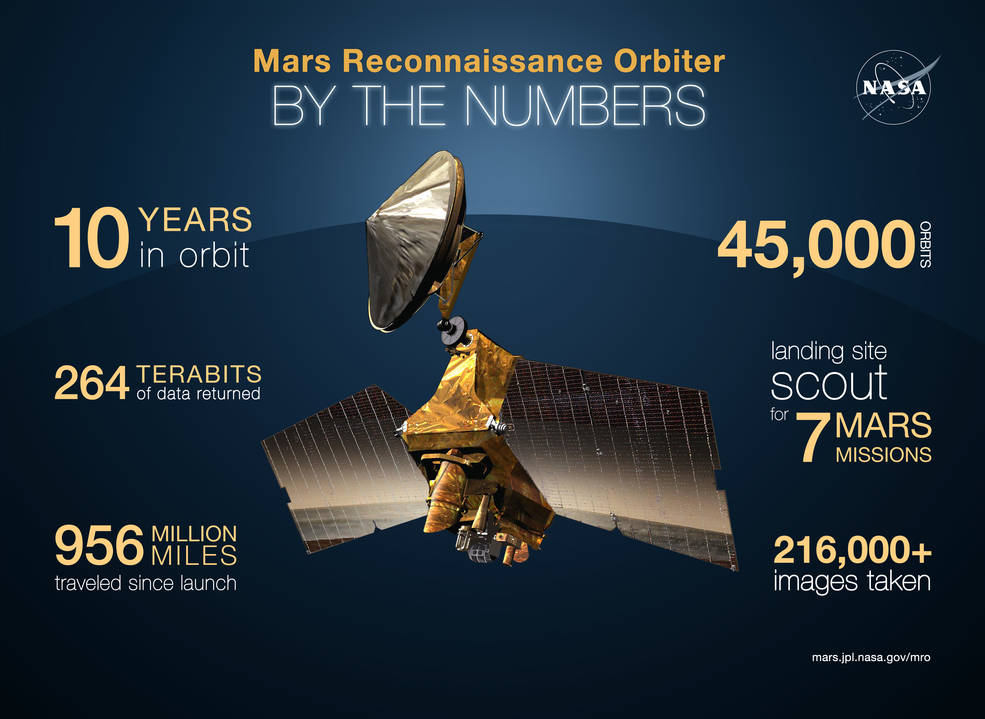 Mars Reconnaissance Orbiter
BY THE NUMBERS
NASA
10 YEARS
in orbit
264 TERABITS
of data returned
956 MILLION
MILES
traveled since launch
45,000 ORBITS
landing site
scout
for 7 MARS
MISSIONS
216,000+
images taken
mars.jpl.nasa.gov/mro